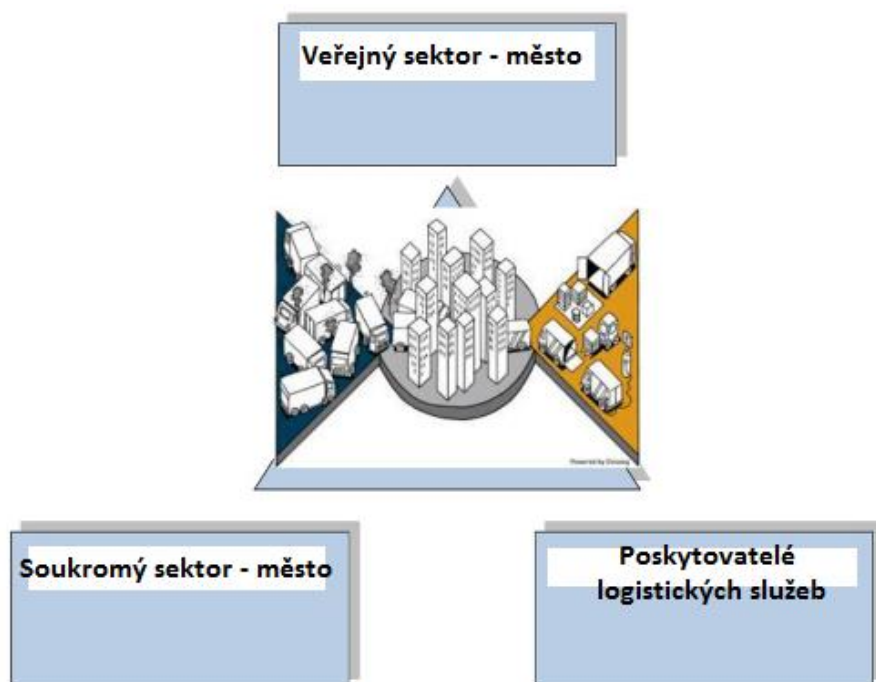 Veřejný sektor - město
Soukromý sektor - město
Poskytovatelé
logistických služeb